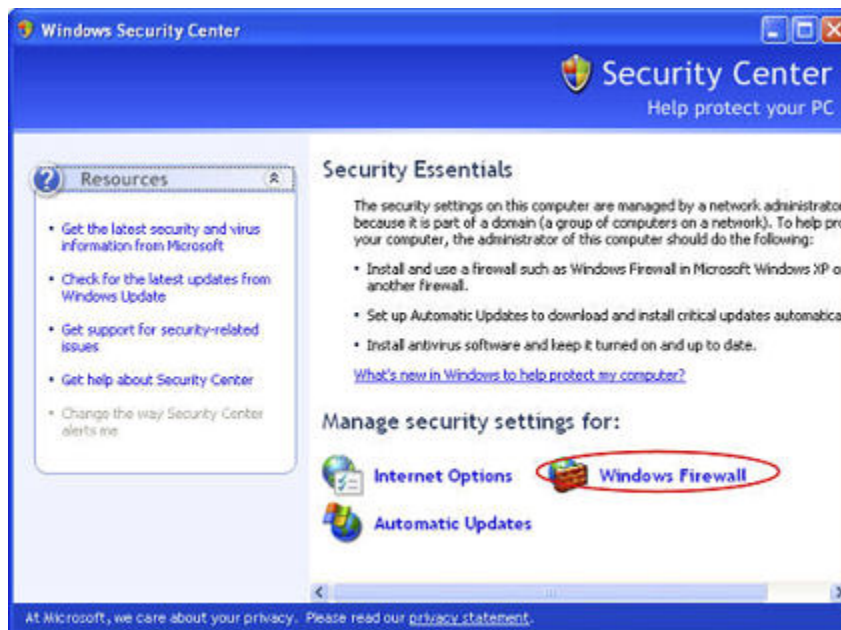 Windows Security Center
Security Center
Help protect your PC
Resources
Get the latest security and virus
information from Microsoft
Check for the latest updates from
Windows Update
Get support for security-related
issues
Get help about Security Center
Change the way Security Center
alerts me
Security Essentials
The security settings on this computer are managed by a network administrator
because it is part of a domain (a group of computers on a network). To help pro
your computer, the administrator of this computer should do the following:
• Install and use a firewall such as Windows Firewall in Microsoft Windows XP o
another firewall.
• Set up Automatic Updates to download and install critical updates automatica
• Install antivirus software and keep it turned on and up to date.
What's new in Windows to help protect my computer?
Manage security settings for:
Internet Options
Windows Firewall
Automatic Updates
At Microsoft, we care about your privacy. Please read our privacy statement.